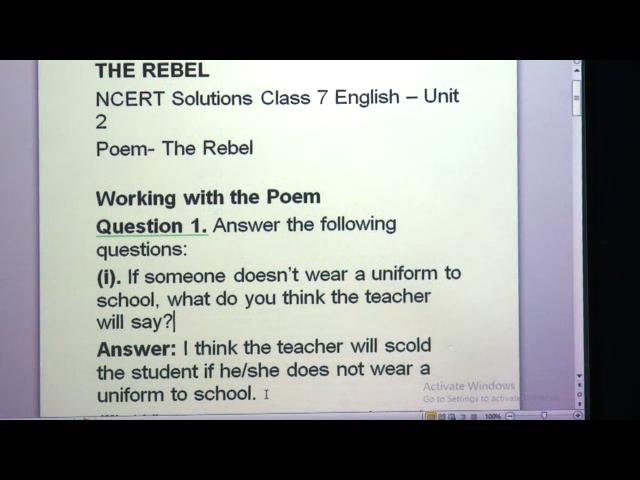 THE REBEL
NCERT Solutions Class 7 English – Unit
2
Poem- The Rebel
Working with the Poem
Question 1. Answer the following
questions:
(i). If someone doesn't wear a uniform to
school, what do you think the teacher
will say?
Answer: I think the teacher will scold
the student if he/she does not wear a
uniform to school.
Activate Windows
Go to Settings to activate
100%